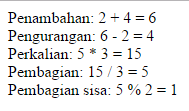 Penambahan: 2 + 4 = 6
Pengurangan: 6 - 2 = 4
Perkalian: 5 * 3 = 15
Pembagian: 15 / 3 = 5
Pembagian sisa: 5 % 2 = 1